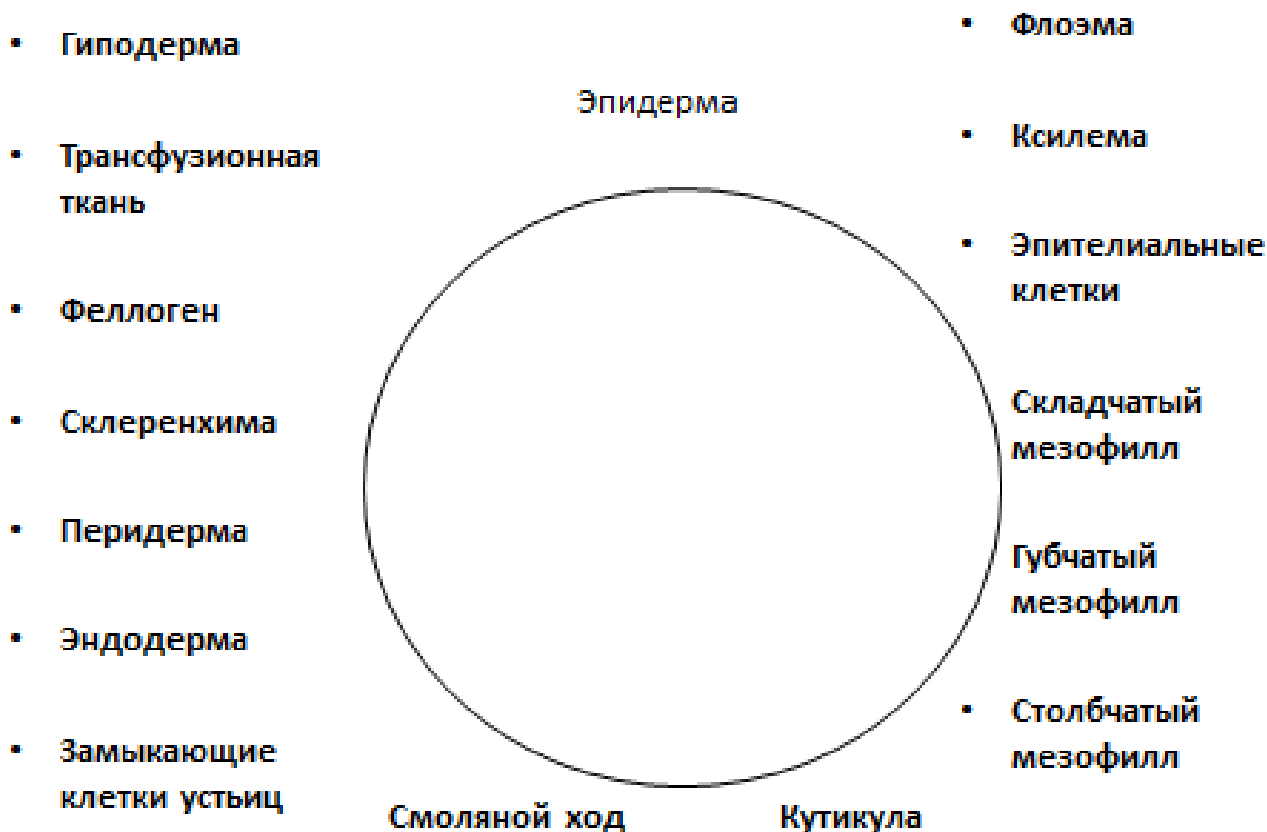 • Гиподерма
• Трансфузионная
ткань
• Феллоген
• Склеренхима
• Перидерма
• Эндодерма
• Замыкающие
клетки устьиц
Эпидерма
Смоляной ход
Кутикула
• Флоэма
• Ксилема
• Эпителиальные
клетки
Складчатый
мезофилл
Губчатый
мезофилл
• Столбчатый
мезофилл